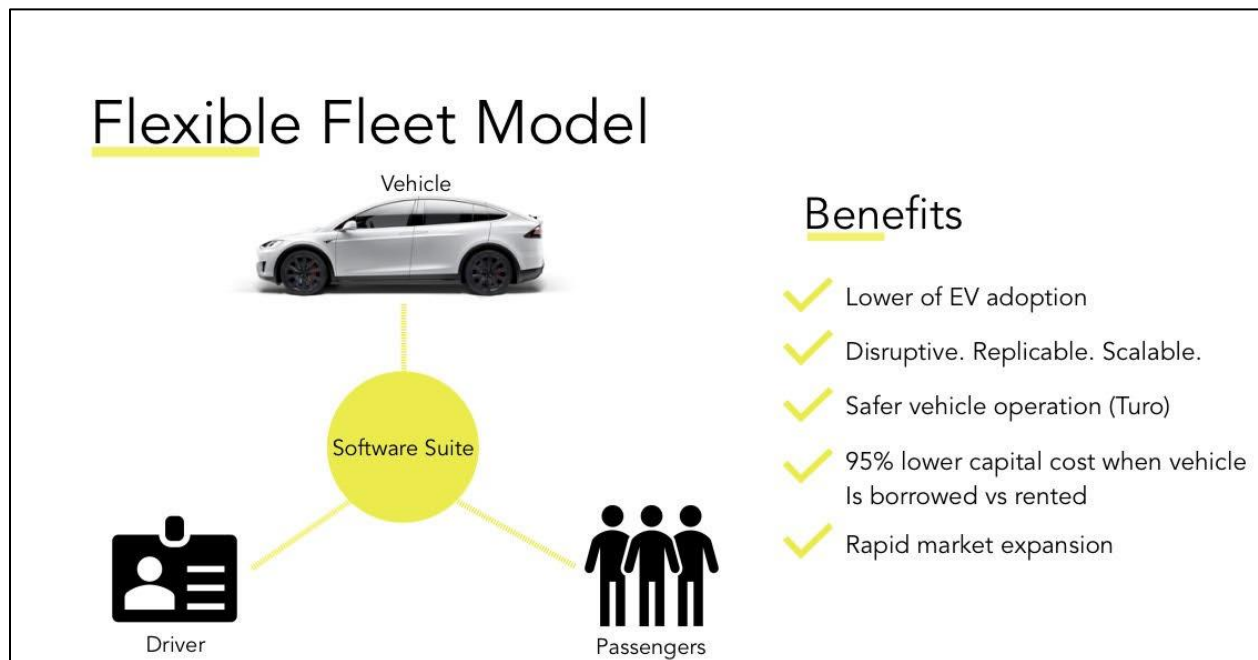 Flexible Fleet Model
Vehicle
Software Suite
Driver
Passengers
Benefits
Lower of EV adoption
Disruptive. Replicable. Scalable.
Safer vehicle operation (Turo)
95% lower capital cost when vehicle
Is borrowed vs rented
Rapid market expansion